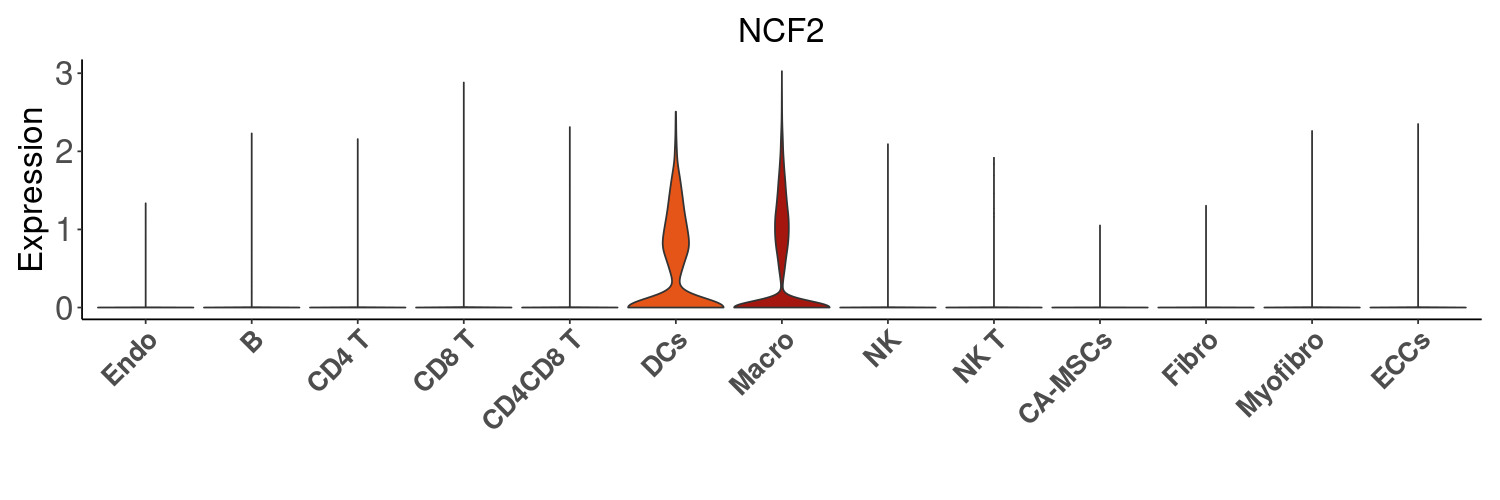 NCF2
Expression
3
2
1
0
Endo
B
CD4 T
CD8 T
CD4CD8 T
DCs
Macro
NK
NK T
CA-MSCs
Fibro
Myofibro
ECCs